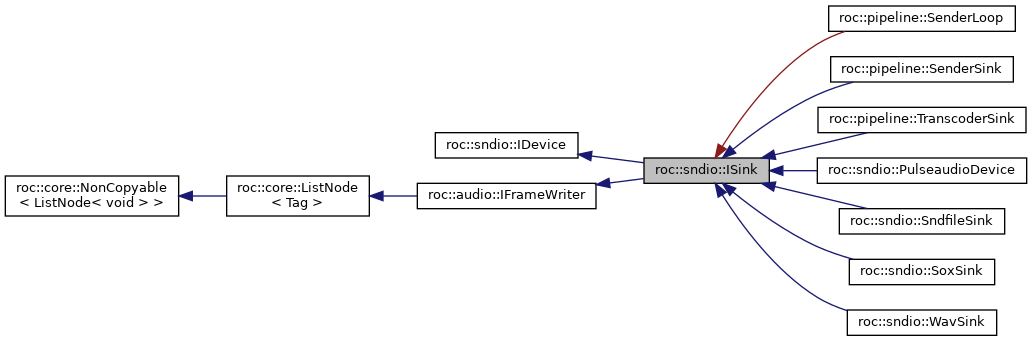 roc::pipeline::SenderLoop
roc::pipeline::SenderSink
roc::pipeline::TranscoderSink
roc::sndio::IDevice
roc::sndio::ISink
roc::sndio::PulseaudioDevice
roc::core::NonCopyable
< ListNode< void > >
roc::core::ListNode
< Tag >
roc::audio::IFrameWriter
roc::sndio::SndfileSink
roc::sndio::SoxSink
roc::sndio::WavSink